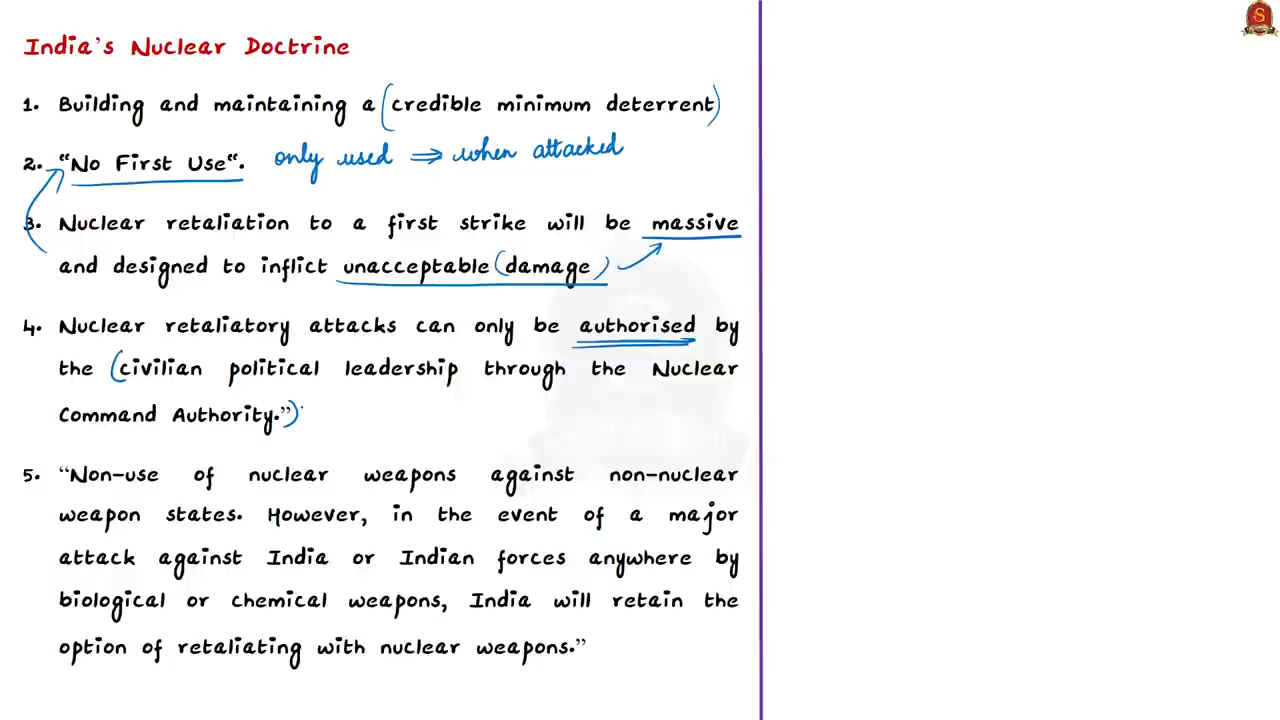 India's Nuclear Doctrine
1. Building and maintaining a (credible minimum deterrent)
2. "No First Use". only used ⇒ when attacked
3. Nuclear retaliation to a first strike will be massive
and designed to inflict unacceptable (damage)
4. Nuclear retaliatory attacks can only be authorised by
the (civilian political leadership through the Nuclear
Command Authority.")
5. "Non-use of nuclear weapons against non-nuclear
weapon states. However, in the event of a major
attack against India or Indian forces anywhere by
biological or chemical weapons, India will retain the
option of retaliating with nuclear weapons."